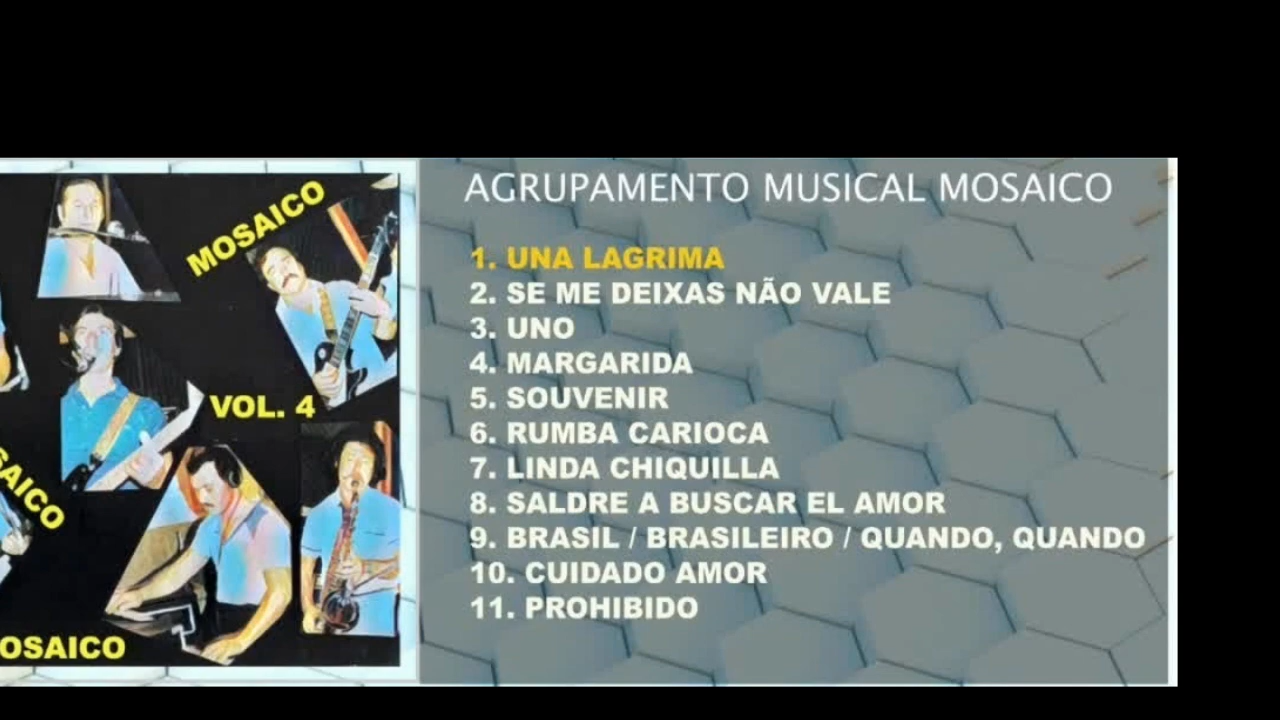 MOSAICO
VOL. 4
SAICO
OSAICO
AGRUPAMENTO MUSICAL MOSAICO
1. UNA LAGRIMA
2. SE ME DEIXAS NÃO VALE
3. UNO
4. MARGARIDA
5. SOUVENIR
6. RUMBA CARIOCA
7. LINDA CHIQUILLA
8. SALDRE A BUSCAR EL AMOR
9. BRASIL / BRASILEIRO / QUANDO, QUANDO
10. CUIDADO AMOR
11. PROHIBIDO